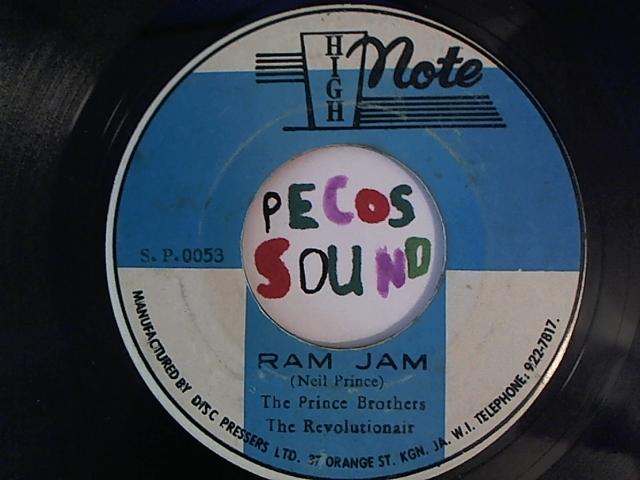 HIGH Note
PECOS
SOUND
S. P. 0053
RAM JAM
(Neil Prince)
The Prince Brothers
The Revolutionair
MANUFACTURED BY DISC PRESSERS LTD. 37 ORANGE ST. KGN. JA. W.I. TELEPHONE: 922-7817.